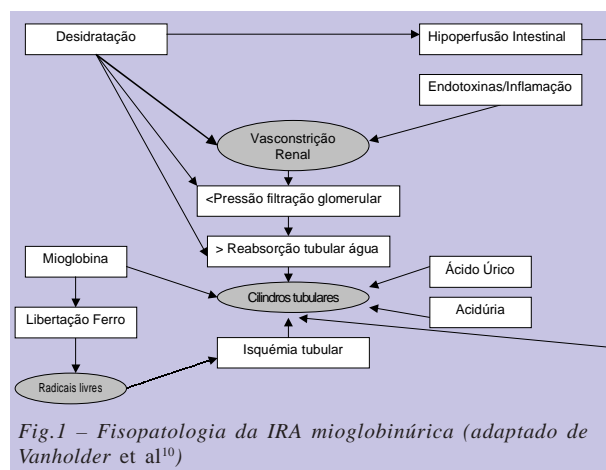 Desidratação
Hipoperfusão Intestinal
Endotoxinas/Inflamação
Vasconstrição
Renal
<Pressão filtração glomerular
> Reabsorção tubular água
Mioglobina
Ácido Úrico
Cilindros tubulares
Libertação Ferro
Acidúria
Isquémia tubular
Radicais livres
Fig.1 – Fisopatologia da IRA mioglobinúrica (adaptado de
Vanholder et al10)